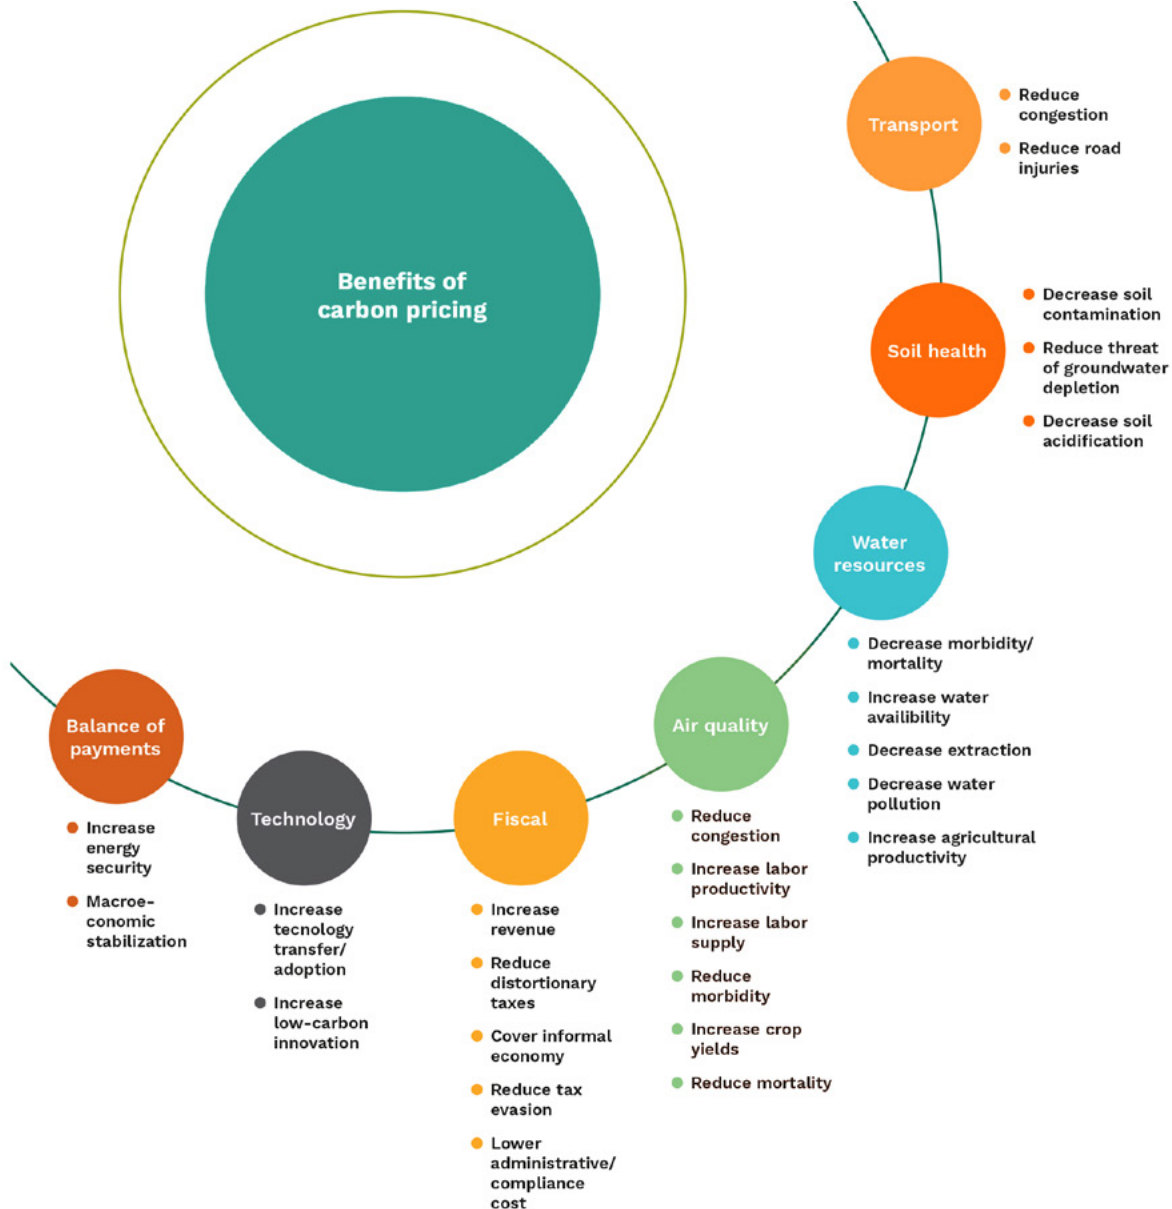 Benefits of
carbon pricing
Transport
Reduce
congestion
Reduce road
injuries
Soil health
Decrease soil
contamination
Reduce threat
of groundwater
depletion
Decrease soil
acidification
Water
resources
Decrease morbidity/
mortality
Increase water
availibility
Decrease extraction
Decrease water
pollution
Increase agricultural
productivity
Air quality
Reduce
congestion
Increase labor
productivity
Increase labor
supply
Reduce
morbidity
Increase crop
yields
Reduce mortality
Fiscal
Increase
revenue
Reduce
distortionary
taxes
Cover informal
economy
Reduce tax
evasion
Lower
administrative/
compliance
cost
Technology
Increase
tecnology
transfer/
adoption
Increase
low-carbon
innovation
Balance of
payments
Increase
energy
security
Macroe-
conomic
stabilization